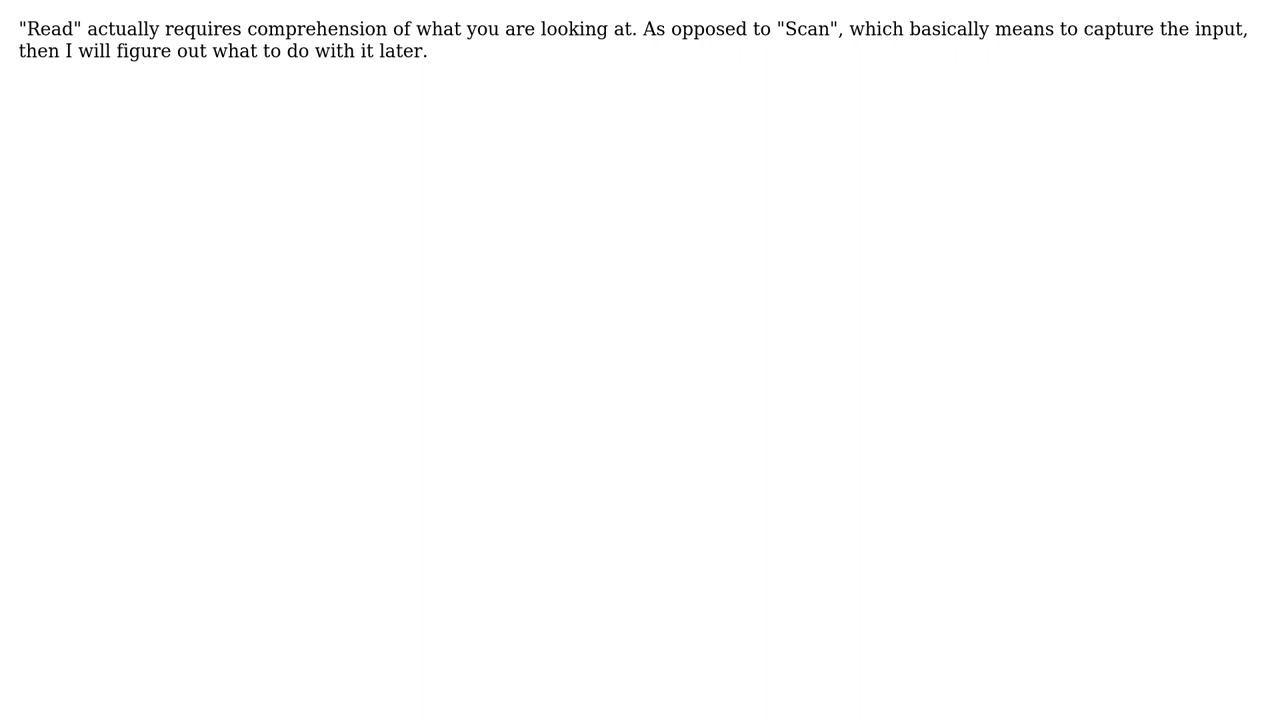 "Read" actually requires comprehension of what you are looking at. As opposed to "Scan", which basically means to capture the input,
then I will figure out what to do with it later.